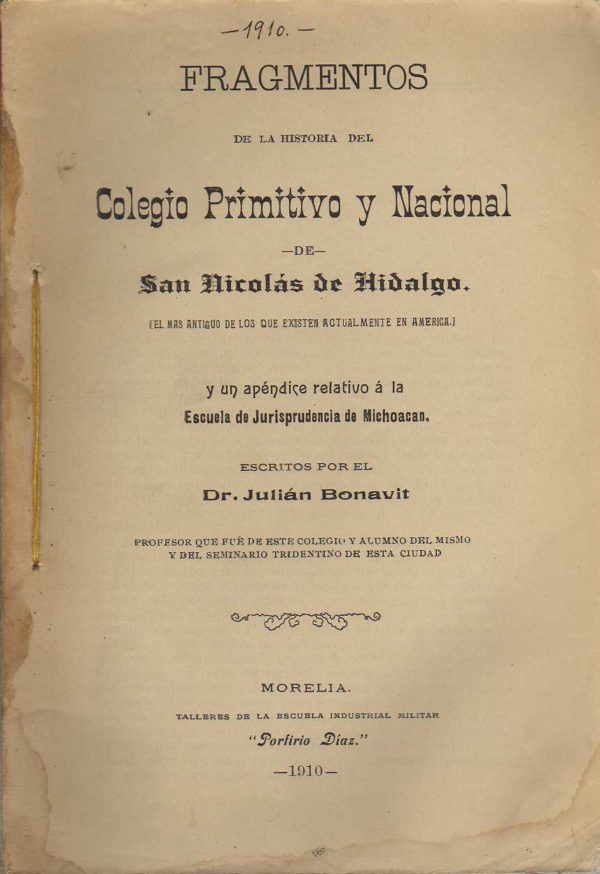 —1910.—
FRAGMENTOS
DE LA HISTORIA DEL
Colegio Primitivo y Nacional
—DE—
San Nicolás de Hidalgo.
[EL MAS ANTIGUO DE LOS QUE EXISTEN ACTUALMENTE EN AMERICA.]
y un apéndice relativo á la
Escuela de Jurisprudencia de Michoacan.
ESCRITOS POR EL
Dr. Julián Bonavit
PROFESOR QUE FUÉ DE ESTE COLEGIO Y ALUMNO DEL MISMO
Y DEL SEMINARIO TRIDENTINO DE ESTA CIUDAD
MORELIA.
TALLERES DE LA ESCUELA INDUSTRIAL MILITAR
"Porfirio Díaz."
—1910—